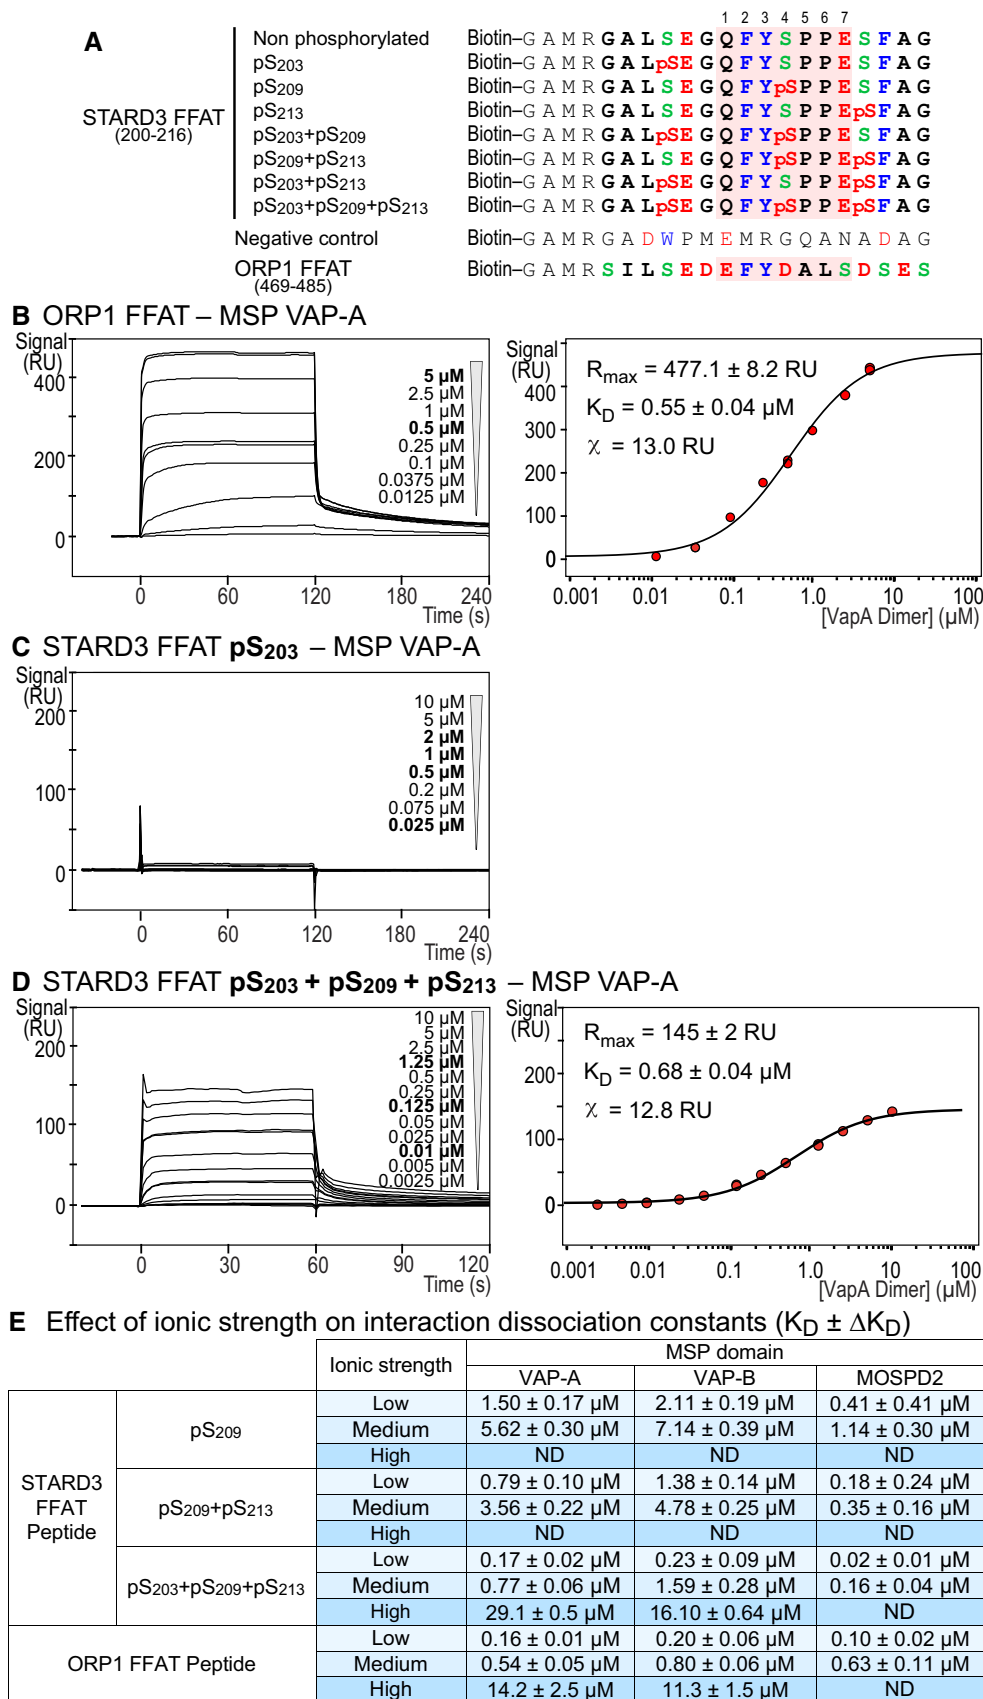 A
1 2 3 4 5 6 7
Non phosphorylated Biotin–G A M R G A L S E G Q F Y S P P E S F A G
pS203 Biotin–G A M R G A L pS E G Q F Y S P P E S F A G
pS209 Biotin–G A M R G A L S E G Q F Y pS P P E S F A G
pS213 Biotin–G A M R G A L S E G Q F Y S P P E pS F A G
STARD3 FFAT
(200-216)
pS203+pS209 Biotin–G A M R G A L pS E G Q F Y pS P P E S F A G
pS209+pS213 Biotin–G A M R G A L S E G Q F Y pS P P E pS F A G
pS203+pS213 Biotin–G A M R G A L pS E G Q F Y S P P E pS F A G
pS203+pS209+pS213 Biotin–G A M R G A L pS E G Q F Y pS P P E pS F A G
Negative control Biotin–G A M R G A D W P M E M R G Q A N A D A G
ORP1 FFAT Biotin–G A M R S I L S E D E F Y D A L S D S E S
(469-485)
B ORP1 FFAT – MSP VAP-A
Signal
(RU)
400
200
0
5 µM
2.5 µM
1 µM
0.5 µM
0.25 µM
0.1 µM
0.0375 µM
0.0125 µM
0 60 120 180 240
Time (s)
Signal
(RU)
400
300
200
100
0
Rmax = 477.1 ± 8.2 RU
KD = 0.55 ± 0.04 µM
χ = 13.0 RU
0.001 0.01 0.1 1.0 10 100
[VapA Dimer] (µM)
C STARD3 FFAT pS203 – MSP VAP-A
Signal
(RU)
200
100
0
10 µM
5 µM
2 µM
1 µM
0.5 µM
0.2 µM
0.075 µM
0.025 µM
0 60 120 180 240
Time (s)
D STARD3 FFAT pS203 + pS209 + pS213 – MSP VAP-A
Signal
(RU)
200
100
0
10 µM
5 µM
2.5 µM
1.25 µM
0.5 µM
0.25 µM
0.125 µM
0.05 µM
0.025 µM
0.01 µM
0.005 µM
0.0025 µM
0 30 60 90 120
Time (s)
Signal
(RU)
200
100
0
Rmax = 145 ± 2 RU
KD = 0.68 ± 0.04 µM
χ = 12.8 RU
0.001 0.01 0.1 1.0 10 100
[VapA Dimer] (µM)
E Effect of ionic strength on interaction dissociation constants (KD ± ΔKD)
Ionic strength MSP domain
VAP-A VAP-B MOSPD2
STARD3
FFAT
Peptide
pS209
Low 1.50 ± 0.17 µM 2.11 ± 0.19 µM 0.41 ± 0.41 µM
Medium 5.62 ± 0.30 µM 7.14 ± 0.39 µM 1.14 ± 0.30 µM
High ND ND ND
pS209+pS213
Low 0.79 ± 0.10 µM 1.38 ± 0.14 µM 0.18 ± 0.24 µM
Medium 3.56 ± 0.22 µM 4.78 ± 0.25 µM 0.35 ± 0.16 µM
High ND ND ND
pS203+pS209+pS213
Low 0.17 ± 0.02 µM 0.23 ± 0.09 µM 0.02 ± 0.01 µM
Medium 0.77 ± 0.06 µM 1.59 ± 0.28 µM 0.16 ± 0.04 µM
High 29.1 ± 0.5 µM 16.10 ± 0.64 µM ND
ORP1 FFAT Peptide
Low 0.16 ± 0.01 µM 0.20 ± 0.06 µM 0.10 ± 0.02 µM
Medium 0.54 ± 0.05 µM 0.80 ± 0.06 µM 0.63 ± 0.11 µM
High 14.2 ± 2.5 µM 11.3 ± 1.5 µM ND